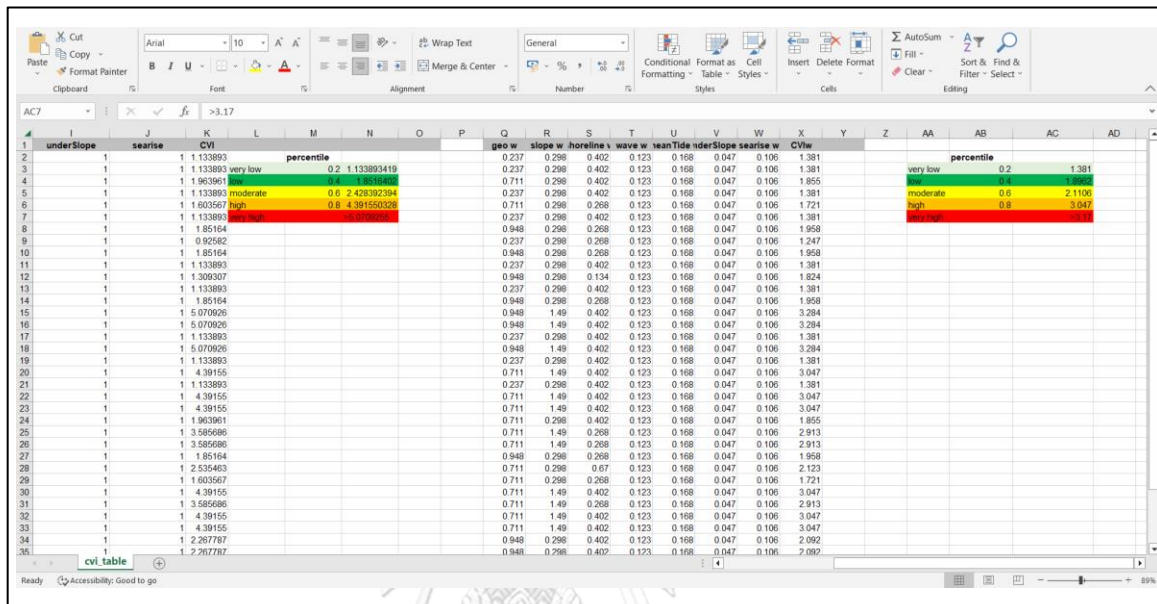 Cut
Copy
Format Painter
Paste
Arial 10
B I U
Wrap Text
Merge & Center
General
Conditional Formatting
Format as Table
Cell Styles
Insert Delete Format
AutoSum
Fill
Clear
Sort & Filter
Find & Select
Clipboard Font Alignment Number Styles Cells Editing
AC7 fx >3.17
I J K L M N O P Q R S T U V W X Y Z AA AB AC AD
1 underSlope searise CVI geo w slope w horeline v wave w nean Tide nderSlope searise w CVIw
2 1 1 1.133893 percentile 0.237 0.298 0.402 0.123 0.168 0.047 0.106 1.381 percentile
3 1 1 1.133893 very low 0.2 1.133893419 0.237 0.298 0.402 0.123 0.168 0.047 0.106 1.381 very low 0.2 1.381
4 1 1 1.963961 low 0.4 1.8516402 0.711 0.298 0.402 0.123 0.168 0.047 0.106 1.855 low 0.4 1.8962
5 1 1 1.133893 moderate 0.6 2.428392394 0.237 0.298 0.402 0.123 0.168 0.047 0.106 1.381 moderate 0.6 2.1106
6 1 1 1.603567 high 0.8 4.391550328 0.711 0.298 0.268 0.123 0.168 0.047 0.106 1.721 high 0.8 3.047
7 1 1 1.133893 very high >5.0709255 0.237 0.298 0.402 0.123 0.168 0.047 0.106 1.381 very high >3.17
8 1 1 1.85164 0.948 0.298 0.268 0.123 0.168 0.047 0.106 1.958
9 1 1 0.92582 0.237 0.298 0.268 0.123 0.168 0.047 0.106 1.247
10 1 1 1.85164 0.948 0.298 0.268 0.123 0.168 0.047 0.106 1.958
11 1 1 1.133893 0.237 0.298 0.402 0.123 0.168 0.047 0.106 1.381
12 1 1 1.309307 0.948 0.298 0.134 0.123 0.168 0.047 0.106 1.824
13 1 1 1.133893 0.237 0.298 0.402 0.123 0.168 0.047 0.106 1.381
14 1 1 1.85164 0.948 0.298 0.268 0.123 0.168 0.047 0.106 1.958
15 1 1 5.070926 0.948 1.49 0.402 0.123 0.168 0.047 0.106 3.284
16 1 1 5.070926 0.948 1.49 0.402 0.123 0.168 0.047 0.106 3.284
17 1 1 1.133893 0.237 0.298 0.402 0.123 0.168 0.047 0.106 1.381
18 1 1 5.070926 0.948 1.49 0.402 0.123 0.168 0.047 0.106 3.284
19 1 1 1.133893 0.237 0.298 0.402 0.123 0.168 0.047 0.106 1.381
20 1 1 4.39155 0.711 1.49 0.402 0.123 0.168 0.047 0.106 3.047
21 1 1 1.133893 0.237 0.298 0.402 0.123 0.168 0.047 0.106 1.381
22 1 1 4.39155 0.711 1.49 0.402 0.123 0.168 0.047 0.106 3.047
23 1 1 4.39155 0.711 1.49 0.402 0.123 0.168 0.047 0.106 3.047
24 1 1 1.963961 0.711 0.298 0.402 0.123 0.168 0.047 0.106 1.855
25 1 1 3.585686 0.711 1.49 0.268 0.123 0.168 0.047 0.106 2.913
26 1 1 3.585686 0.711 1.49 0.268 0.123 0.168 0.047 0.106 2.913
27 1 1 1.85164 0.948 0.298 0.268 0.123 0.168 0.047 0.106 1.958
28 1 1 2.535463 0.711 0.298 0.67 0.123 0.168 0.047 0.106 2.123
29 1 1 1.603567 0.711 0.298 0.268 0.123 0.168 0.047 0.106 1.721
30 1 1 4.39155 0.711 1.49 0.402 0.123 0.168 0.047 0.106 3.047
31 1 1 3.585686 0.711 1.49 0.268 0.123 0.168 0.047 0.106 2.913
32 1 1 4.39155 0.711 1.49 0.402 0.123 0.168 0.047 0.106 3.047
33 1 1 4.39155 0.711 1.49 0.402 0.123 0.168 0.047 0.106 3.047
34 1 1 2.267787 0.948 0.298 0.402 0.123 0.168 0.047 0.106 2.092
35 1 1 2.267787 0.948 0.298 0.402 0.123 0.168 0.047 0.106 2.092
cvi_table
Ready Accessibility: Good to go 89%